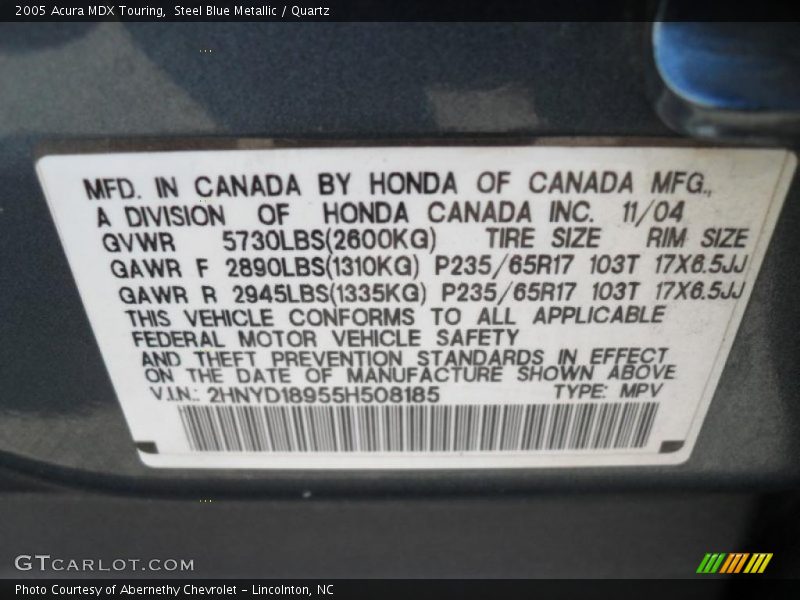 2005 Acura MDX Touring, Steel Blue Metallic / Quartz
MFD. IN CANADA BY HONDA OF CANADA MFG.,
A DIVISION OF HONDA CANADA INC. 11/04
GVWR 5730LBS(2600KG) TIRE SIZE RIM SIZE
GAWR F 2890LBS(1310KG) P235/65R17 103T 17X6.5JJ
GAWR R 2945LBS(1335KG) P235/65R17 103T 17X6.5JJ
THIS VEHICLE CONFORMS TO ALL APPLICABLE
FEDERAL MOTOR VEHICLE SAFETY
AND THEFT PREVENTION STANDARDS IN EFFECT
ON THE DATE OF MANUFACTURE SHOWN ABOVE
V.I.N.: 2HNYD18955H508185 TYPE: MPV
GTCARLOT.COM
Photo Courtesy of Abernethy Chevrolet - Lincolnton, NC